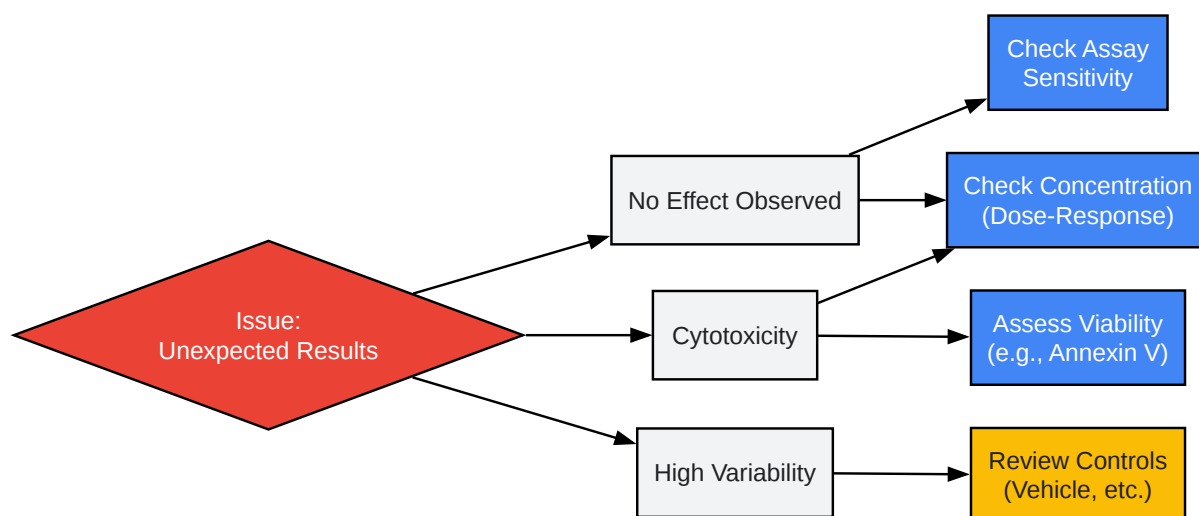 Issue:
Unexpected Results
No Effect Observed
Cytotoxicity
High Variability
Check Assay
Sensitivity
Check Concentration
(Dose-Response)
Assess Viability
(e.g., Annexin V)
Review Controls
(Vehicle, etc.)